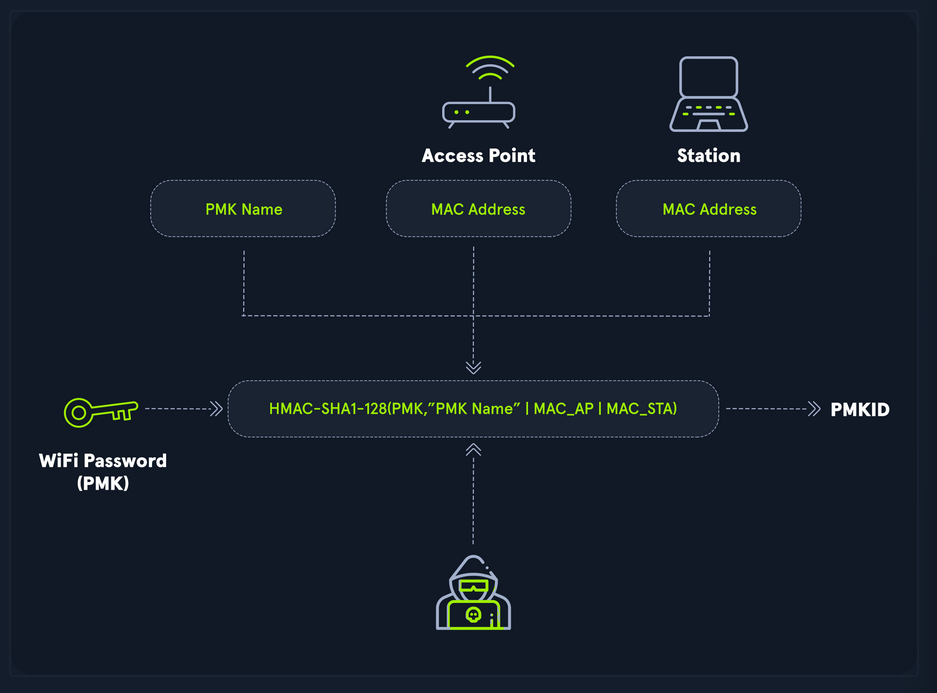 Access Point
Station
PMK Name
MAC Address
MAC Address
HMAC-SHA1-128(PMK,”PMK Name” | MAC_AP | MAC_STA)
PMKID
WiFi Password
(PMK)